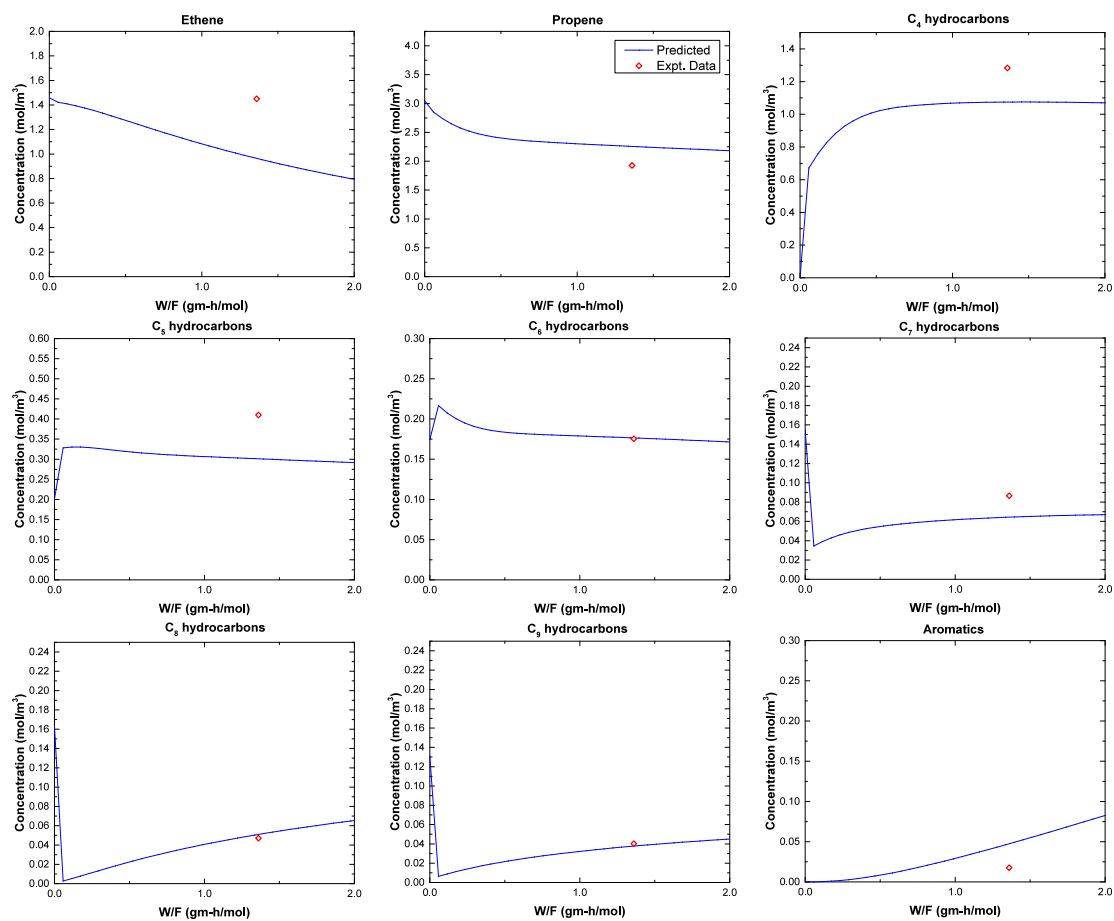 Ethene
2.0
1.8
1.6
1.4
1.2
1.0
0.8
0.6
0.4
0.2
0.0
Concentration (mol/m³)
0.0 1.0 2.0
W/F (gm-h/mol)
Propene
4.0
3.5
3.0
2.5
2.0
1.5
1.0
0.5
0.0
Concentration (mol/m³)
Predicted
Expt. Data
0.0 1.0 2.0
W/F (gm-h/mol)
C₄ hydrocarbons
1.4
1.2
1.0
0.8
0.6
0.4
0.2
0.0
Concentration (mol/m³)
0.0 1.0 2.0
W/F (gm-h/mol)
C₅ hydrocarbons
0.60
0.55
0.50
0.45
0.40
0.35
0.30
0.25
0.20
0.15
0.10
0.05
0.00
Concentration (mol/m³)
0.0 1.0 2.0
W/F (gm-h/mol)
C₆ hydrocarbons
0.30
0.25
0.20
0.15
0.10
0.05
0.00
Concentration (mol/m³)
0.0 1.0 2.0
W/F (gm-h/mol)
C₇ hydrocarbons
0.24
0.22
0.20
0.18
0.16
0.14
0.12
0.10
0.08
0.06
0.04
0.02
0.00
Concentration (mol/m³)
0.0 1.0 2.0
W/F (gm-h/mol)
C₈ hydrocarbons
0.24
0.22
0.20
0.18
0.16
0.14
0.12
0.10
0.08
0.06
0.04
0.02
0.00
Concentration (mol/m³)
0.0 1.0 2.0
W/F (gm-h/mol)
C₉ hydrocarbons
0.24
0.22
0.20
0.18
0.16
0.14
0.12
0.10
0.08
0.06
0.04
0.02
0.00
Concentration (mol/m³)
0.0 1.0 2.0
W/F (gm-h/mol)
Aromatics
0.30
0.25
0.20
0.15
0.10
0.05
0.00
Concentration (mol/m³)
0.0 1.0 2.0
W/F (gm-h/mol)